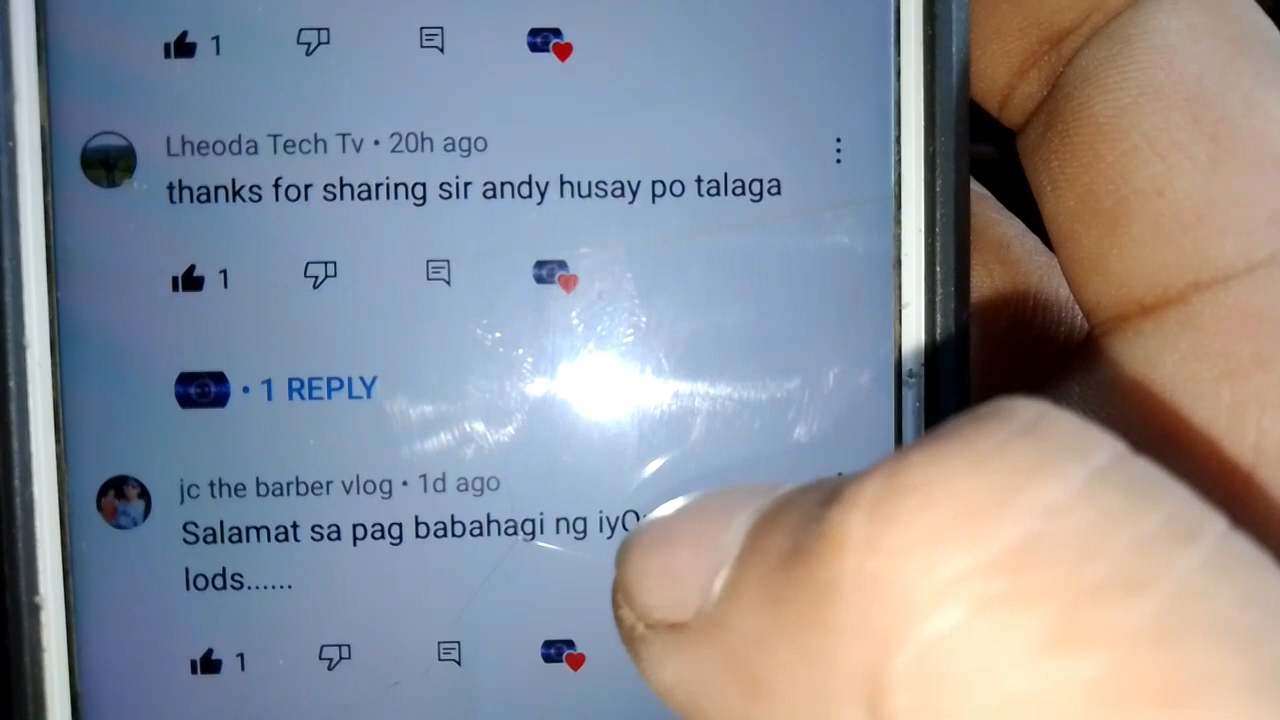 1
Lheoda Tech Tv • 20h ago
thanks for sharing sir andy husay po talaga
1
• 1 REPLY
jc the barber vlog • 1d ago
Salamat sa pag babahagi ng
lods......
1